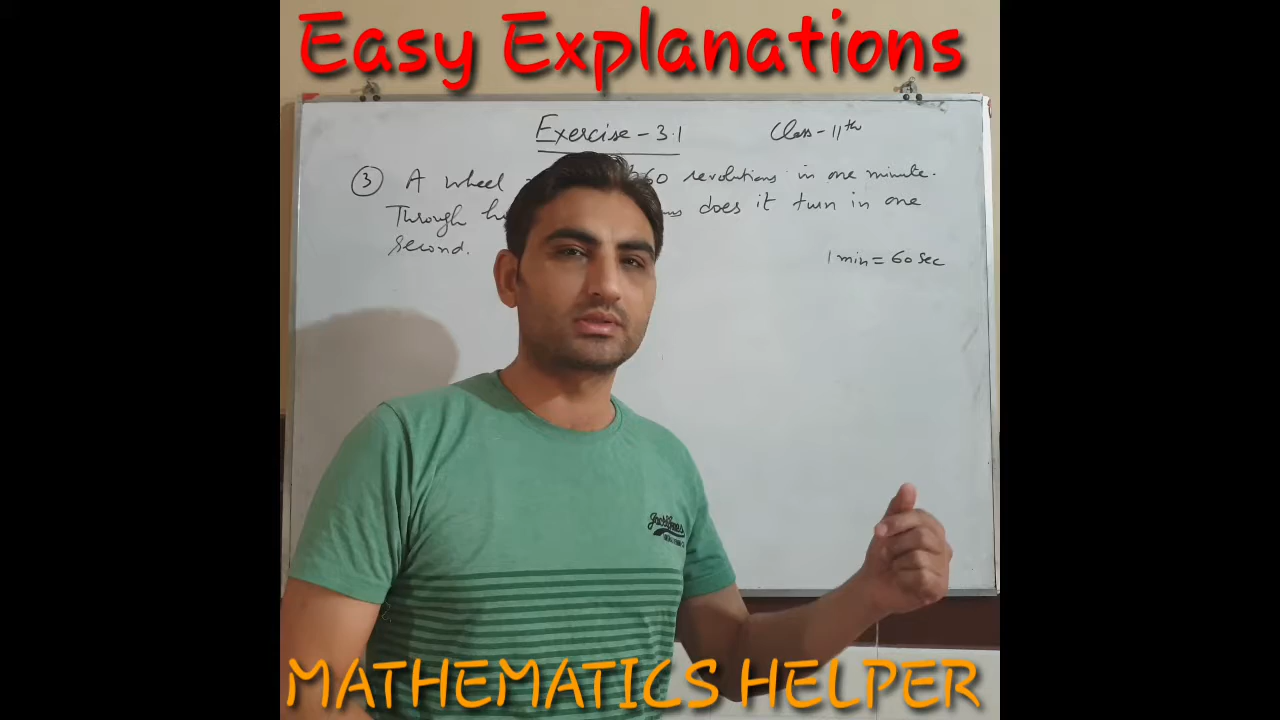 Easy Explanations
Exercise - 3.1 Class - 11th
③ A wheel 360 revolutions in one minute.
Through does it turn in one
second.
1 min = 60 sec
MATHEMATICS HELPER